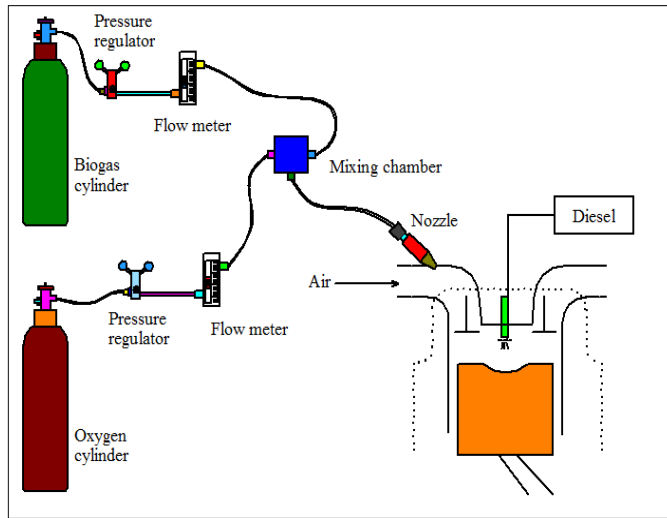 Pressure
regulator
Flow meter
Biogas
cylinder
Mixing chamber
Nozzle
Diesel
Air
Pressure
regulator
Flow meter
Oxygen
cylinder